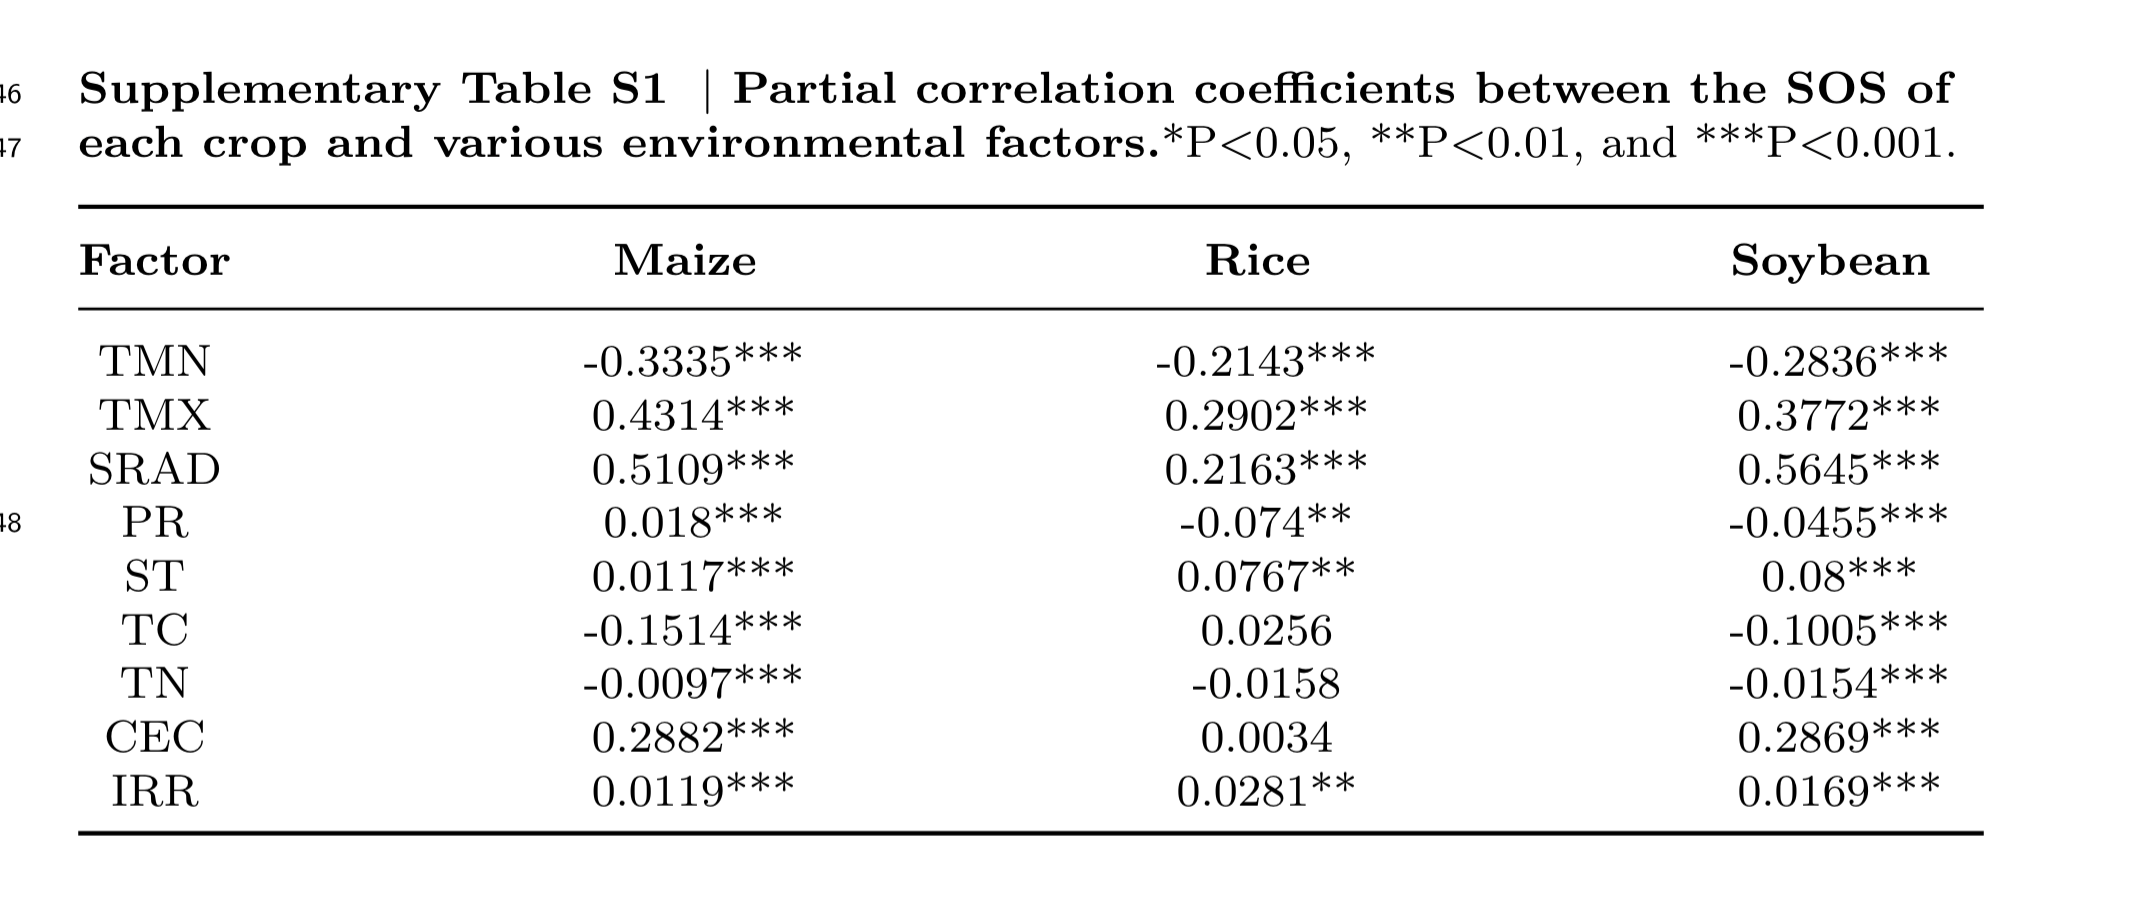 46 Supplementary Table S1 | Partial correlation coefficients between the SOS of
47 each crop and various environmental factors.*P<0.05, **P<0.01, and ***P<0.001.
Factor Maize Rice Soybean
TMN -0.3335*** -0.2143*** -0.2836***
TMX 0.4314*** 0.2902*** 0.3772***
SRAD 0.5109*** 0.2163*** 0.5645***
48 PR 0.018*** -0.074** -0.0455***
ST 0.0117*** 0.0767** 0.08***
TC -0.1514*** 0.0256 -0.1005***
TN -0.0097*** -0.0158 -0.0154***
CEC 0.2882*** 0.0034 0.2869***
IRR 0.0119*** 0.0281** 0.0169***